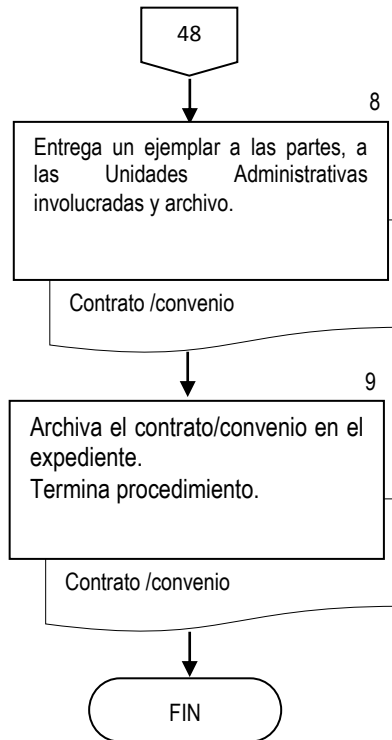 48
8
Entrega un ejemplar a las partes, a
las Unidades Administrativas
involucradas y archivo.
Contrato /convenio
9
Archiva el contrato/convenio en el
expediente.
Termina procedimiento.
Contrato /convenio
FIN